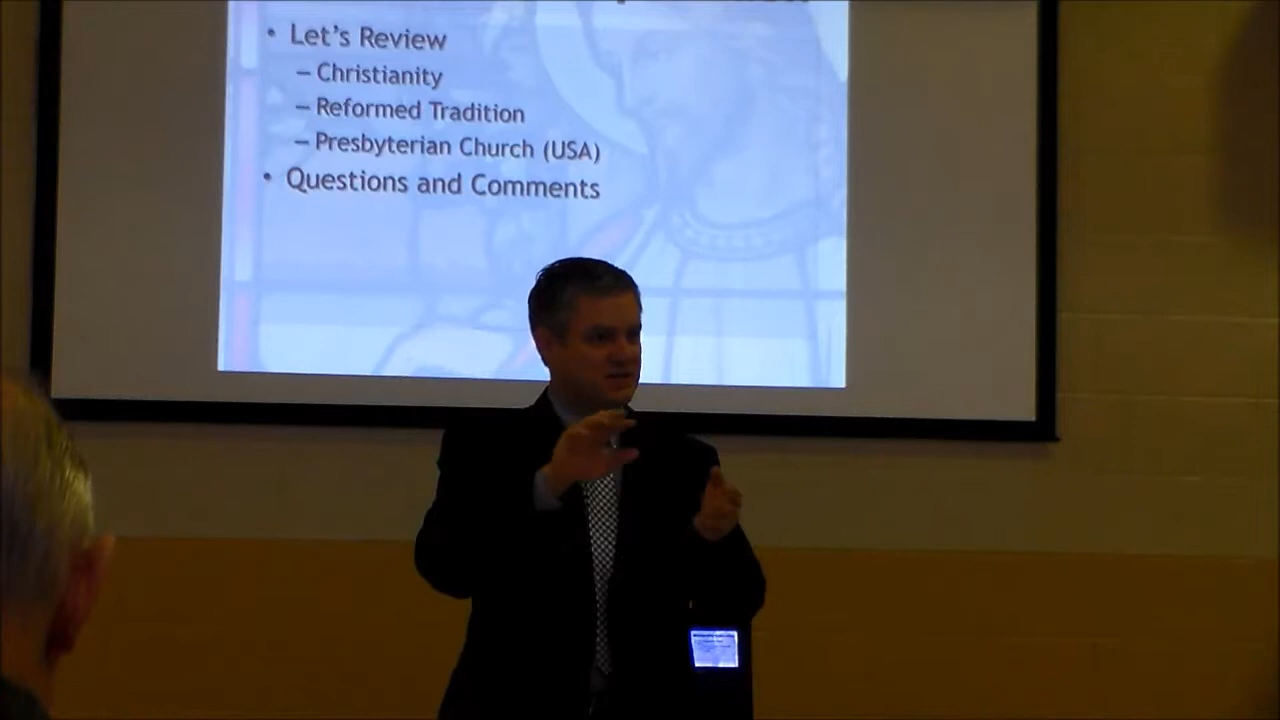 • Let's Review
– Christianity
– Reformed Tradition
– Presbyterian Church (USA)
• Questions and Comments